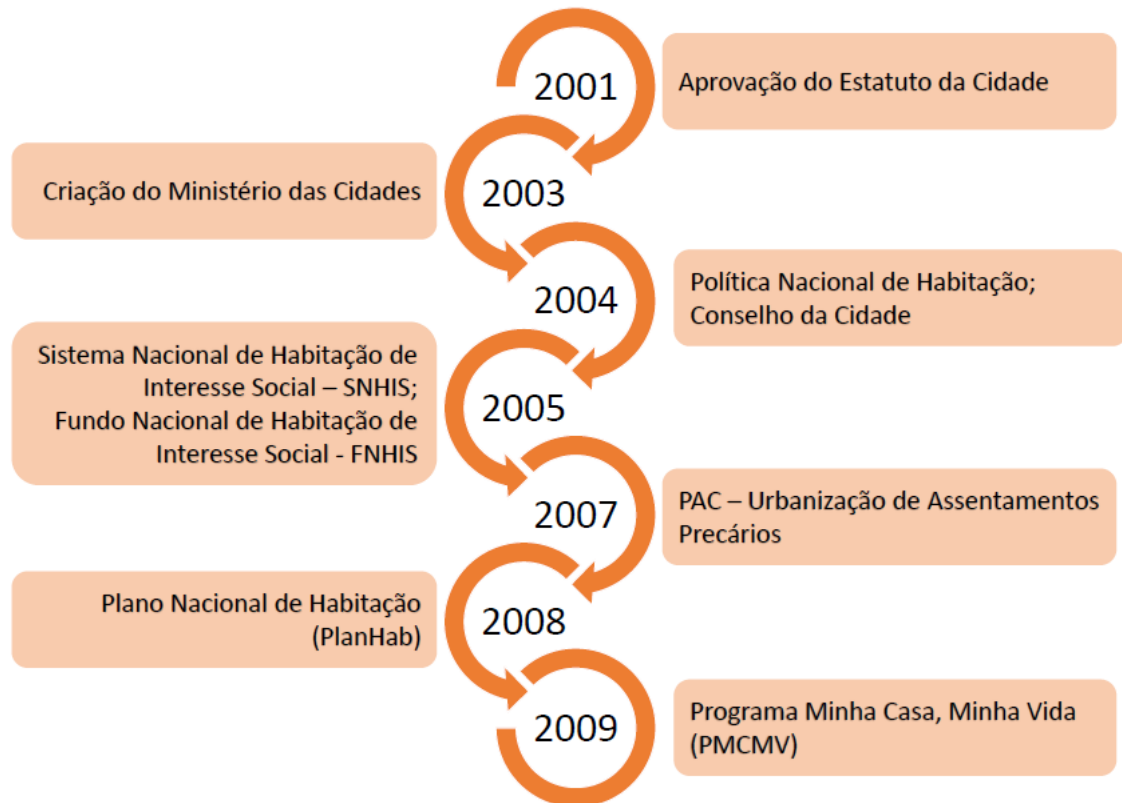 2001
Aprovação do Estatuto da Cidade
Criação do Ministério das Cidades
2003
2004
Política Nacional de Habitação;
Conselho da Cidade
Sistema Nacional de Habitação de
Interesse Social – SNHIS;
Fundo Nacional de Habitação de
Interesse Social - FNHIS
2005
2007
PAC – Urbanização de Assentamentos
Precários
Plano Nacional de Habitação
(PlanHab)
2008
2009
Programa Minha Casa, Minha Vida
(PMCMV)